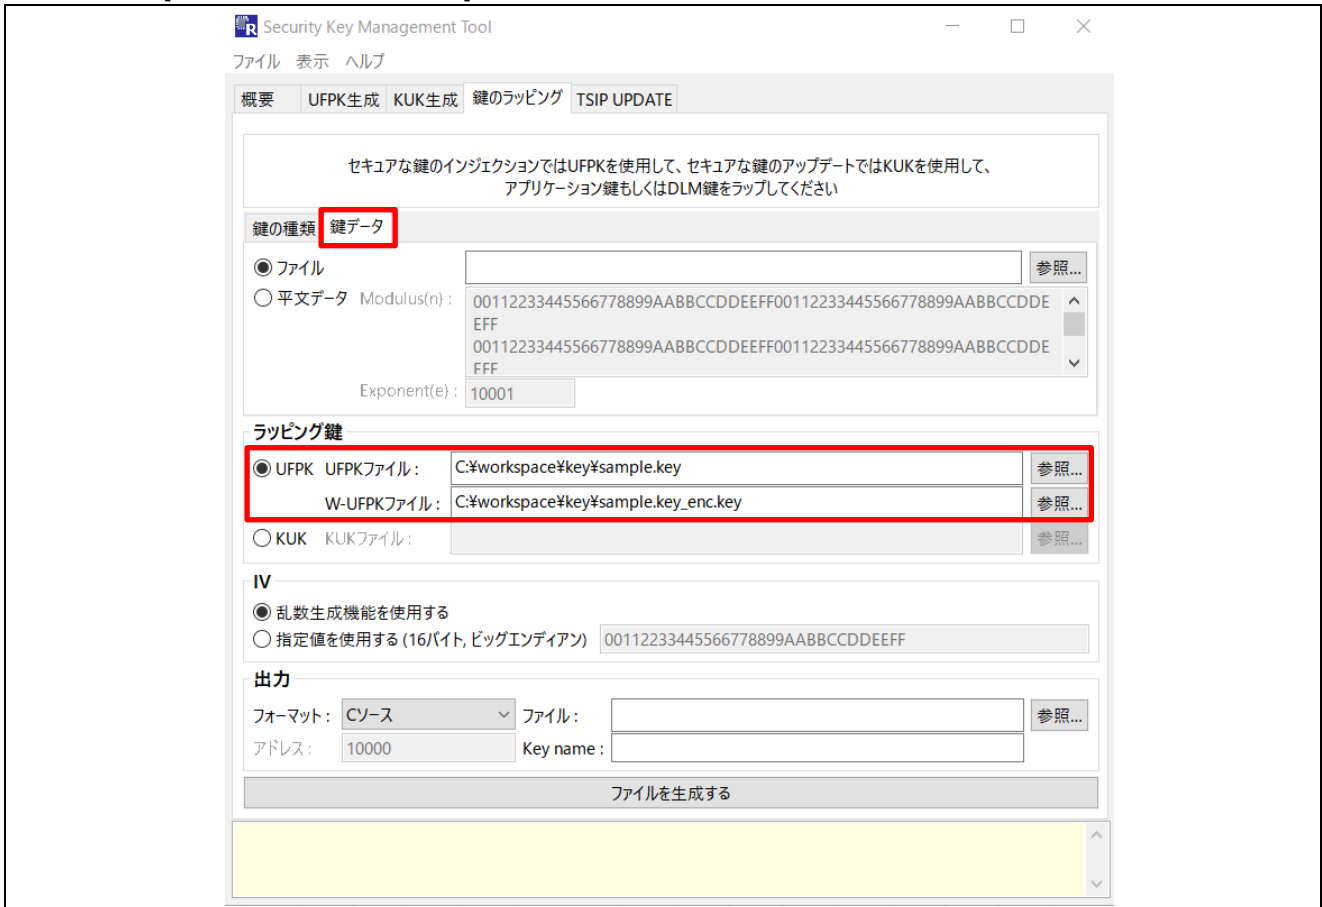 Security Key Management Tool
ファイル 表示 ヘルプ
概要 UFPK生成 KUK生成 鍵のラッピング TSIP UPDATE
セキュアな鍵のインジェクションではUFPKを使用して、セキュアな鍵のアップデートではKUKを使用して、
アプリケーション鍵もしくはDLM鍵をラップしてください
鍵の種類 鍵データ
ファイル 参照...
平文データ Modulus(n) : 00112233445566778899AABBCCDDEEFF00112233445566778899AABBCCDDE
EFF
00112233445566778899AABBCCDDEEFF00112233445566778899AABBCCDDE
EFF
Exponent(e) : 10001
ラッピング鍵
UFPK UFPKファイル : C:¥workspace¥key¥sample.key 参照...
W-UFPKファイル : C:¥workspace¥key¥sample.key_enc.key 参照...
KUK KUKファイル : 参照...
IV
乱数生成機能を使用する
指定値を使用する (16バイト, ビッグエンディアン) 00112233445566778899AABBCCDDEEFF
出力
フォーマット : Cソース ファイル : 参照...
アドレス : 10000 Key name :
ファイルを生成する